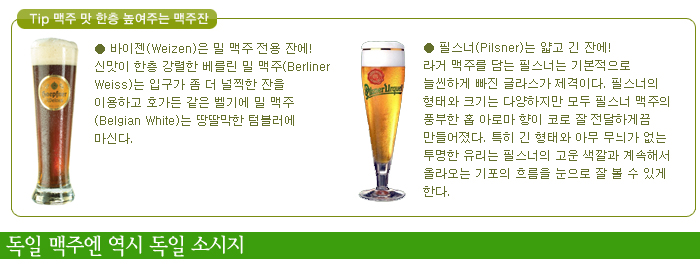 Tip 맥주 맛 한층 높여주는 맥주잔
● 바이젠(Weizen)은 밀 맥주 전용 잔에!
신맛이 한층 강렬한 베를린 밀 맥주(Berliner
Weiss)는 입구가 좀 더 널찍한 잔을
이용하고 호가든 같은 벨기에 밀 맥주
(Belgian White)는 땅딸막한 텀블러에
마신다.
● 필스너(Pilsner)는 얇고 긴 잔에!
라거 맥주를 담는 필스너는 기본적으로
늘씬하게 빠진 글라스가 제격이다. 필스너의
형태와 크기는 다양하지만 모두 필스너 맥주의
풍부한 홉 아로마 향이 코로 잘 전달하게끔
만들어졌다. 특히 긴 형태와 아무 무늬가 없는
투명한 유리는 필스너의 고운 색깔과 계속해서
올라오는 기포의 흐름을 눈으로 잘 볼 수 있게
한다.
Pilsner Urquell
독일 맥주엔 역시 독일 소시지